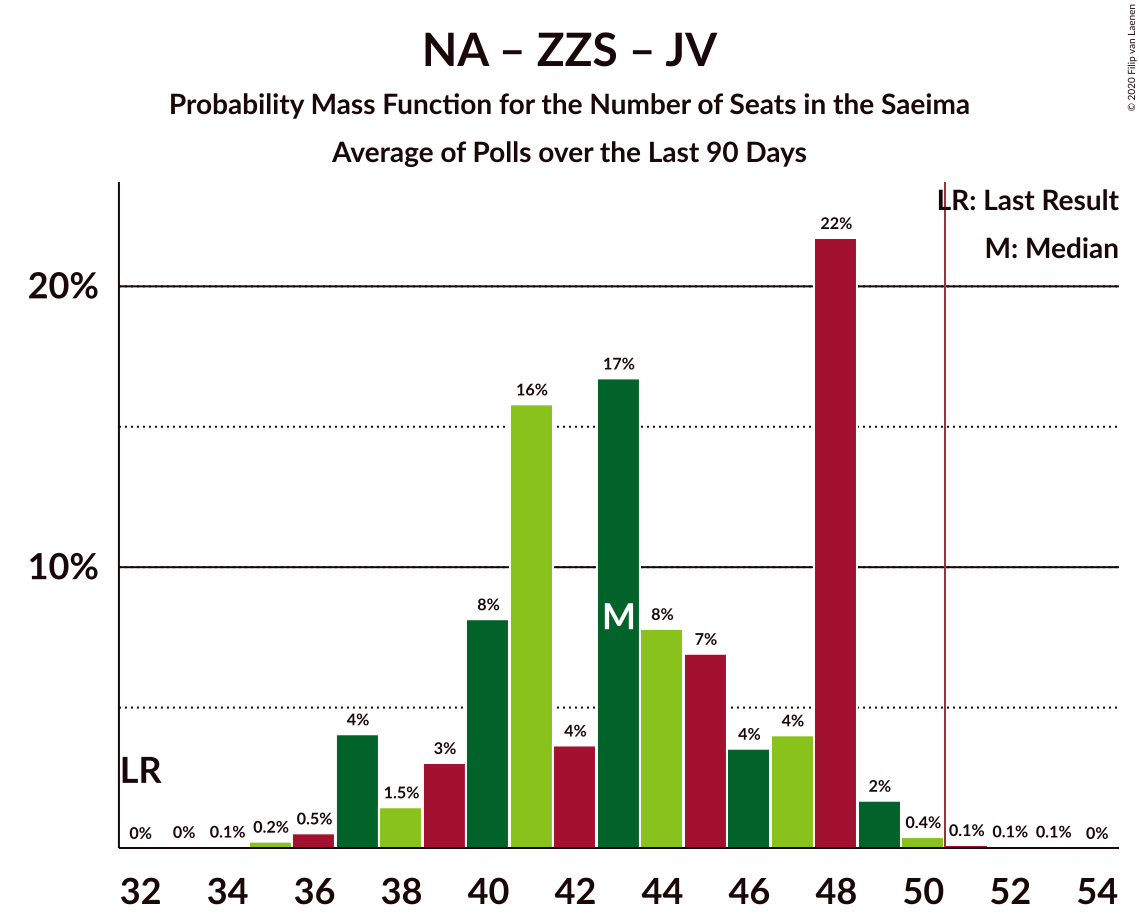 NA – ZZS – JV
Probability Mass Function for the Number of Seats in the Saeima
Average of Polls over the Last 90 Days
© 2020 Filip van Laenen
LR: Last Result
M: Median
20%
10%
22%
17%
16%
8%
8%
7%
4%
4%
4%
4%
3%
2%
1.5%
0.5%
0.4%
0.2%
0.1%
0.1%
0.1%
0.1%
0%
0%
0%
M
LR
32 34 36 38 40 42 44 46 48 50 52 54